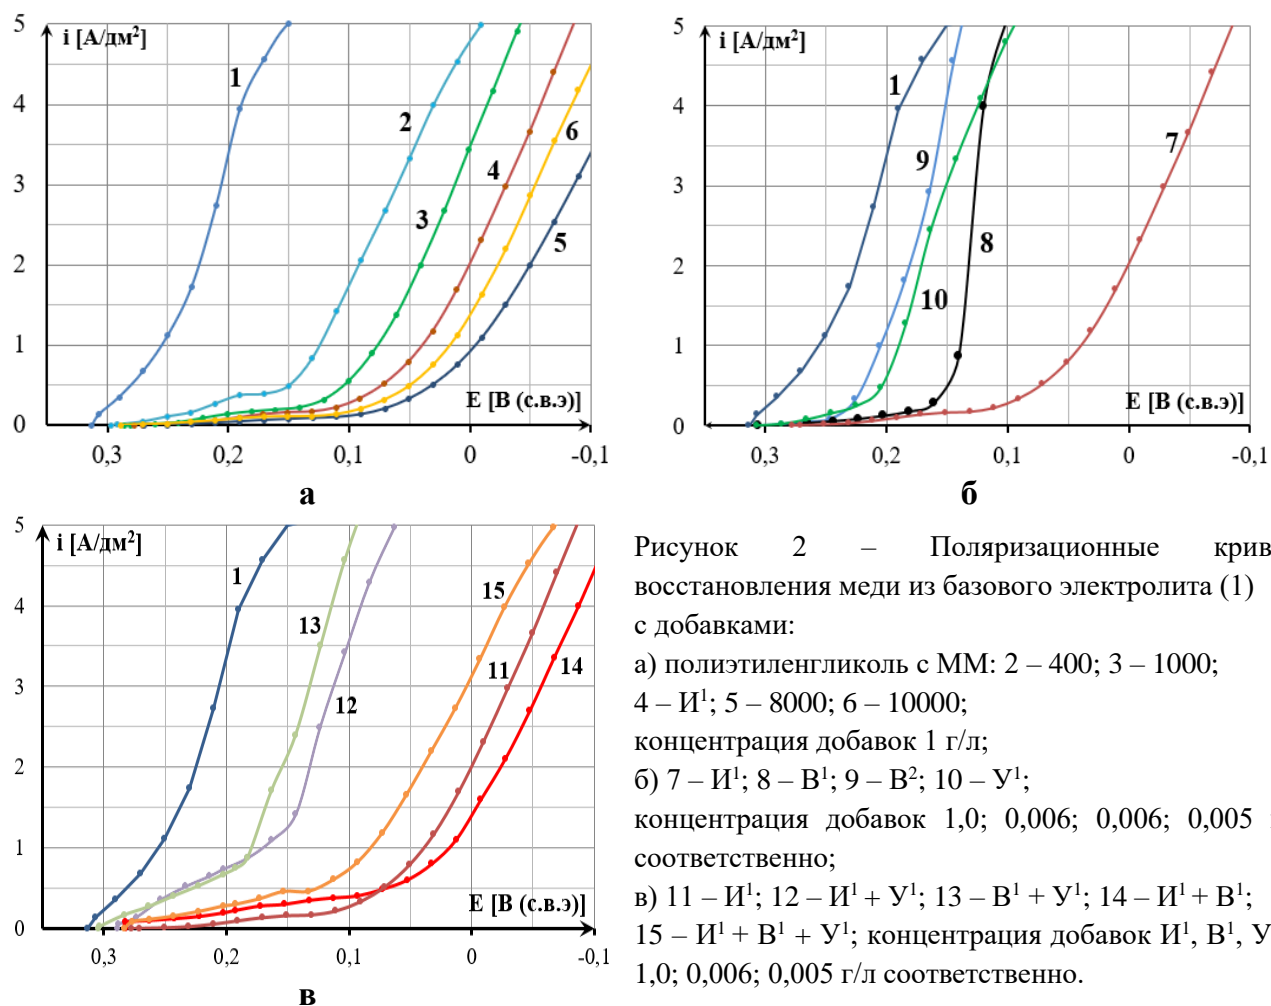 5
i [А/дм²]
4
3
2
1
0
1
2
3
4
6
5
E [В (с.в.э)]
0,3
0,2
0,1
0
-0,1
а
5
i [А/дм²]
4
3
2
1
0
1
9
10
8
7
E [В (с.в.э)]
0,3
0,2
0,1
0
-0,1
б
5
i [А/дм²]
4
3
2
1
0
1
13
12
15
11
14
E [В (с.в.э)]
0,3
0,2
0,1
0
-0,1
в
Рисунок 2 – Поляризационные крив
восстановления меди из базового электролита (1)
с добавками:
а) полиэтиленгликоль с ММ: 2 – 400; 3 – 1000;
4 – И¹; 5 – 8000; 6 – 10000;
концентрация добавок 1 г/л;
б) 7 – И¹; 8 – В¹; 9 – В²; 10 – У¹;
концентрация добавок 1,0; 0,006; 0,006; 0,005
соответственно;
в) 11 – И¹; 12 – И¹ + У¹; 13 – В¹ + У¹; 14 – И¹ + В¹;
15 – И¹ + В¹ + У¹; концентрация добавок И¹, В¹, У
1,0; 0,006; 0,005 г/л соответственно.